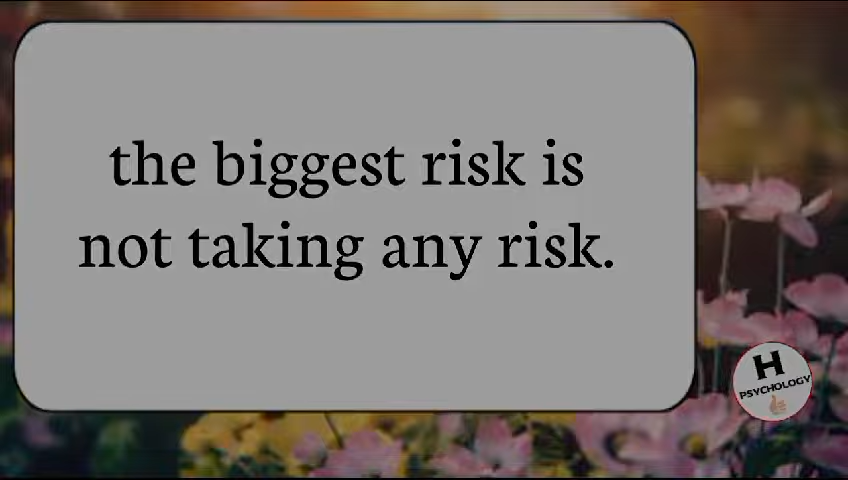 the biggest risk is
not taking any risk.
H
PSYCHOLOGY